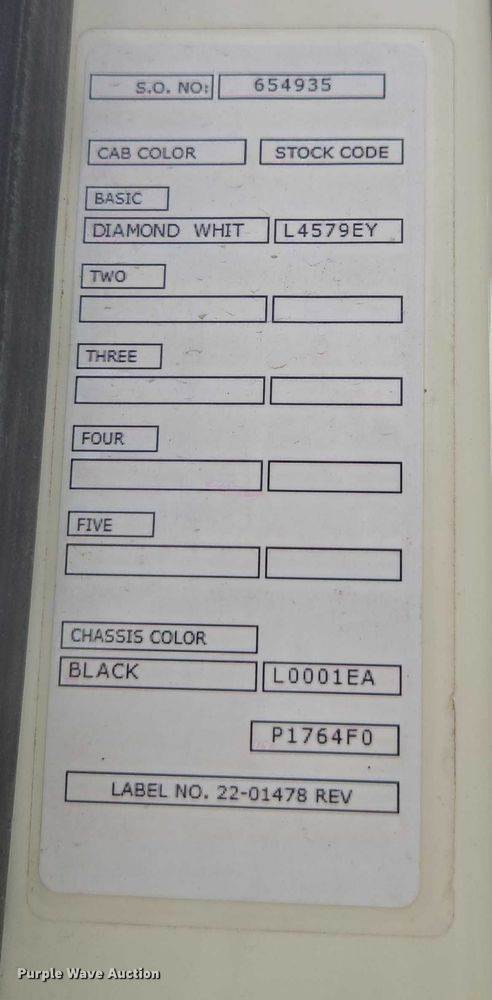 S.O. NO: 654935
CAB COLOR STOCK CODE
BASIC
DIAMOND WHIT L4579EY
TWO
THREE
FOUR
FIVE
CHASSIS COLOR
BLACK L0001EA
P1764F0
LABEL NO. 22-01478 REV
Purple Wave Auction